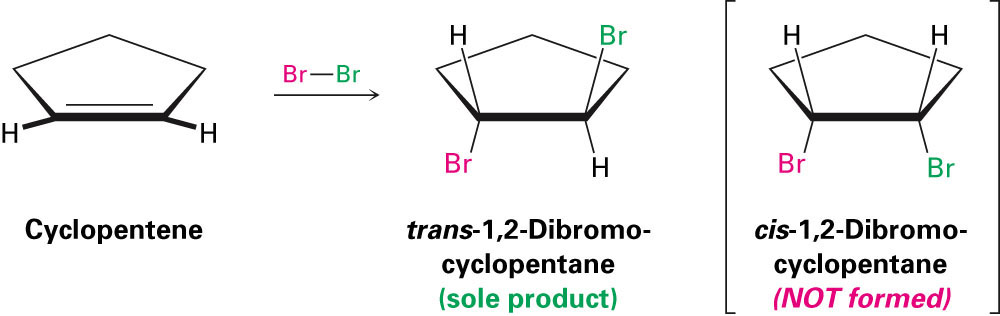 H
H
Cyclopentene
Br—Br
H
Br
Br
H
trans-1,2-Dibromo-
cyclopentane
(sole product)
H
H
Br
Br
cis-1,2-Dibromo-
cyclopentane
(NOT formed)